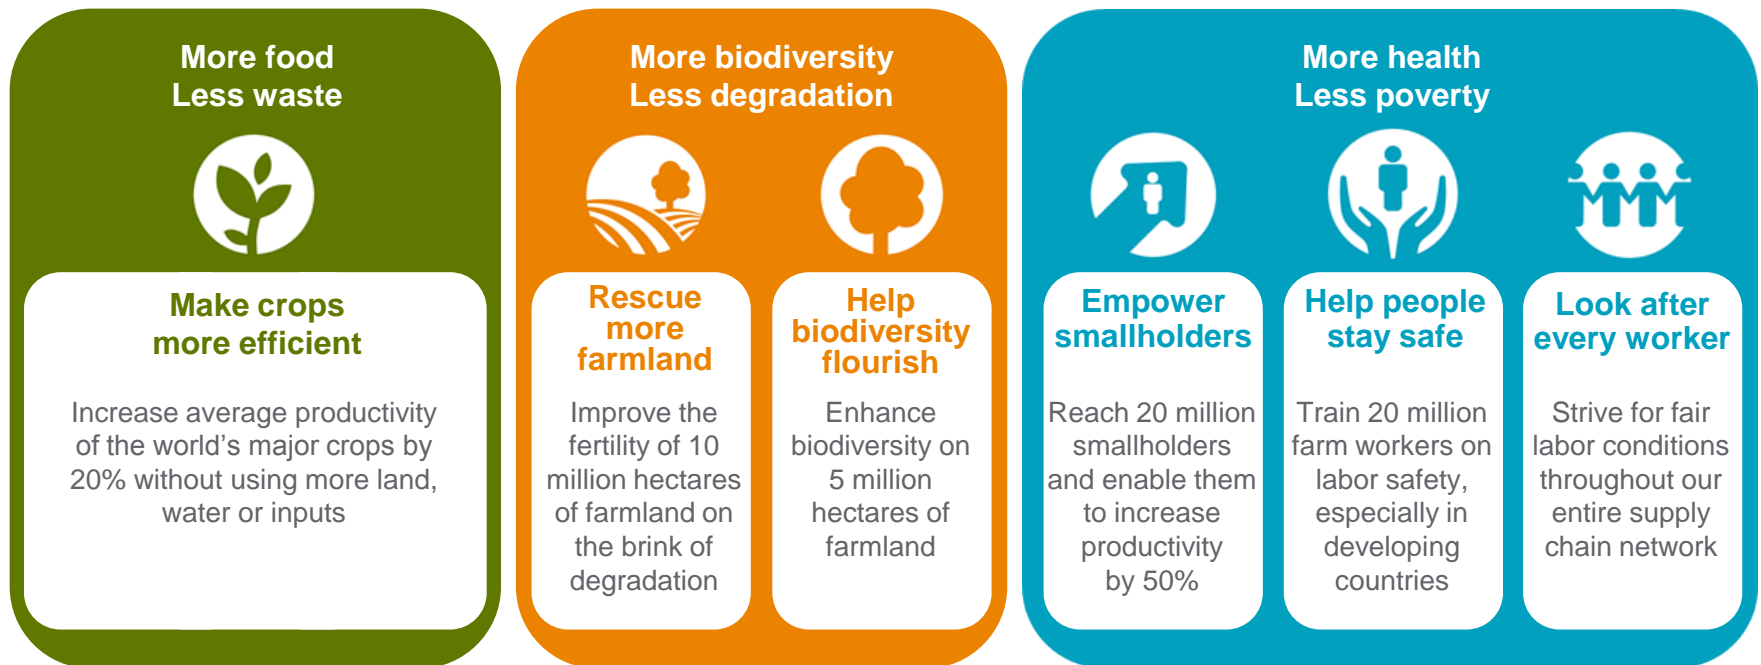 More food
Less waste
Make crops
more efficient
Increase average productivity
of the world’s major crops by
20% without using more land,
water or inputs
More biodiversity
Less degradation
Rescue
more
farmland
Improve the
fertility of 10
million hectares
of farmland on
the brink of
degradation
Help
biodiversity
flourish
Enhance
biodiversity on
5 million
hectares of
farmland
More health
Less poverty
Empower
smallholders
Reach 20 million
smallholders
and enable them
to increase
productivity
by 50%
Help people
stay safe
Train 20 million
farm workers on
labor safety,
especially in
developing
countries
Look after
every worker
Strive for fair
labor conditions
throughout our
entire supply
chain network